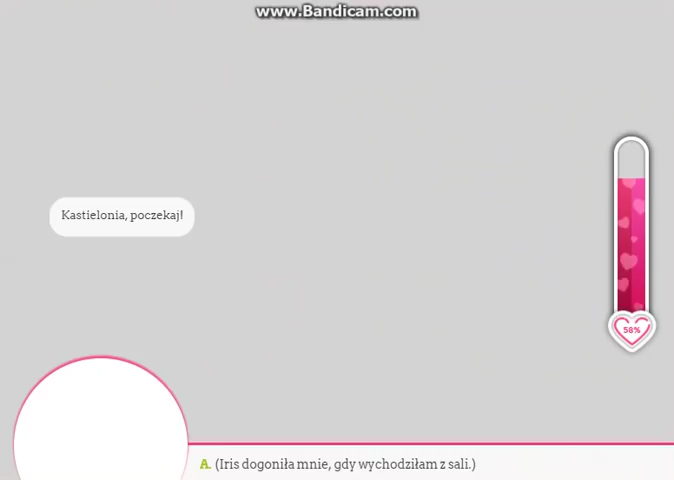 www.Bandicam.com
Kastielonia, poczekaj!
58%
A. (Iris dogoniła mnie, gdy wychodziłam z sali.)